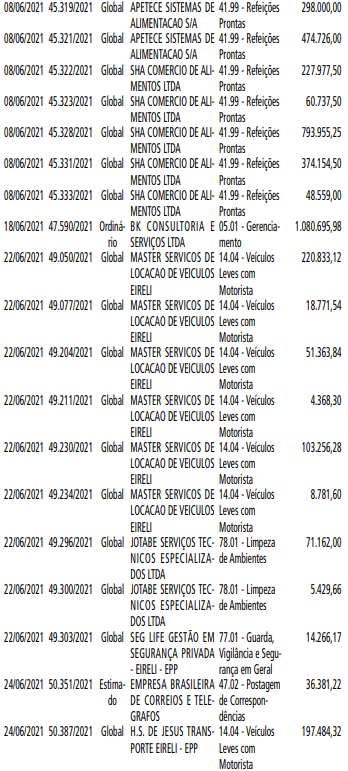 08/06/2021 45.319/2021 Global APETECE SISTEMAS DE 41.99 - Refeições 298.000,00
ALIMENTACAO S/A Prontas
08/06/2021 45.321/2021 Global APETECE SISTEMAS DE 41.99 - Refeições 474.726,00
ALIMENTACAO S/A Prontas
08/06/2021 45.322/2021 Global SHA COMERCIO DE ALI- 41.99 - Refeições 227.977,50
MENTOS LTDA Prontas
08/06/2021 45.323/2021 Global SHA COMERCIO DE ALI- 41.99 - Refeições 60.737,50
MENTOS LTDA Prontas
08/06/2021 45.328/2021 Global SHA COMERCIO DE ALI- 41.99 - Refeições 793.955,25
MENTOS LTDA Prontas
08/06/2021 45.331/2021 Global SHA COMERCIO DE ALI- 41.99 - Refeições 374.154,50
MENTOS LTDA Prontas
08/06/2021 45.333/2021 Global SHA COMERCIO DE ALI- 41.99 - Refeições 48.559,00
MENTOS LTDA Prontas
18/06/2021 47.590/2021 Ordiná- BK CONSULTORIA E 05.01 - Gerencia- 1.080.695,98
rio SERVIÇOS LTDA mento
22/06/2021 49.050/2021 Global MASTER SERVICOS DE 14.04 - Veículos 220.833,12
LOCACAO DE VEICULOS Leves com
EIRELI Motorista
22/06/2021 49.077/2021 Global MASTER SERVICOS DE 14.04 - Veículos 18.771,54
LOCACAO DE VEICULOS Leves com
EIRELI Motorista
22/06/2021 49.204/2021 Global MASTER SERVICOS DE 14.04 - Veículos 51.363,84
LOCACAO DE VEICULOS Leves com
EIRELI Motorista
22/06/2021 49.211/2021 Global MASTER SERVICOS DE 14.04 - Veículos 4.368,30
LOCACAO DE VEICULOS Leves com
EIRELI Motorista
22/06/2021 49.230/2021 Global MASTER SERVICOS DE 14.04 - Veículos 103.256,28
LOCACAO DE VEICULOS Leves com
EIRELI Motorista
22/06/2021 49.234/2021 Global MASTER SERVICOS DE 14.04 - Veículos 8.781,60
LOCACAO DE VEICULOS Leves com
EIRELI Motorista
22/06/2021 49.296/2021 Global JOTABE SERVIÇOS TEC- 78.01 - Limpeza 71.162,00
NICOS ESPECIALIZA- de Ambientes
DOS LTDA
22/06/2021 49.300/2021 Global JOTABE SERVIÇOS TEC- 78.01 - Limpeza 5.429,66
NICOS ESPECIALIZA- de Ambientes
DOS LTDA
22/06/2021 49.303/2021 Global SEG LIFE GESTÃO EM 77.01 - Guarda, 14.266,17
SEGURANÇA PRIVADA Vigilância e Segu-
- EIRELI - EPP rança em Geral
24/06/2021 50.351/2021 Estima- EMPRESA BRASILEIRA 47.02 - Postagem 36.381,22
do DE CORREIOS E TELE- de Correspon-
GRAFOS dências
24/06/2021 50.387/2021 Global H.S. DE JESUS TRANS- 14.04 - Veículos 197.484,32
PORTE EIRELI - EPP Leves com
Motorista